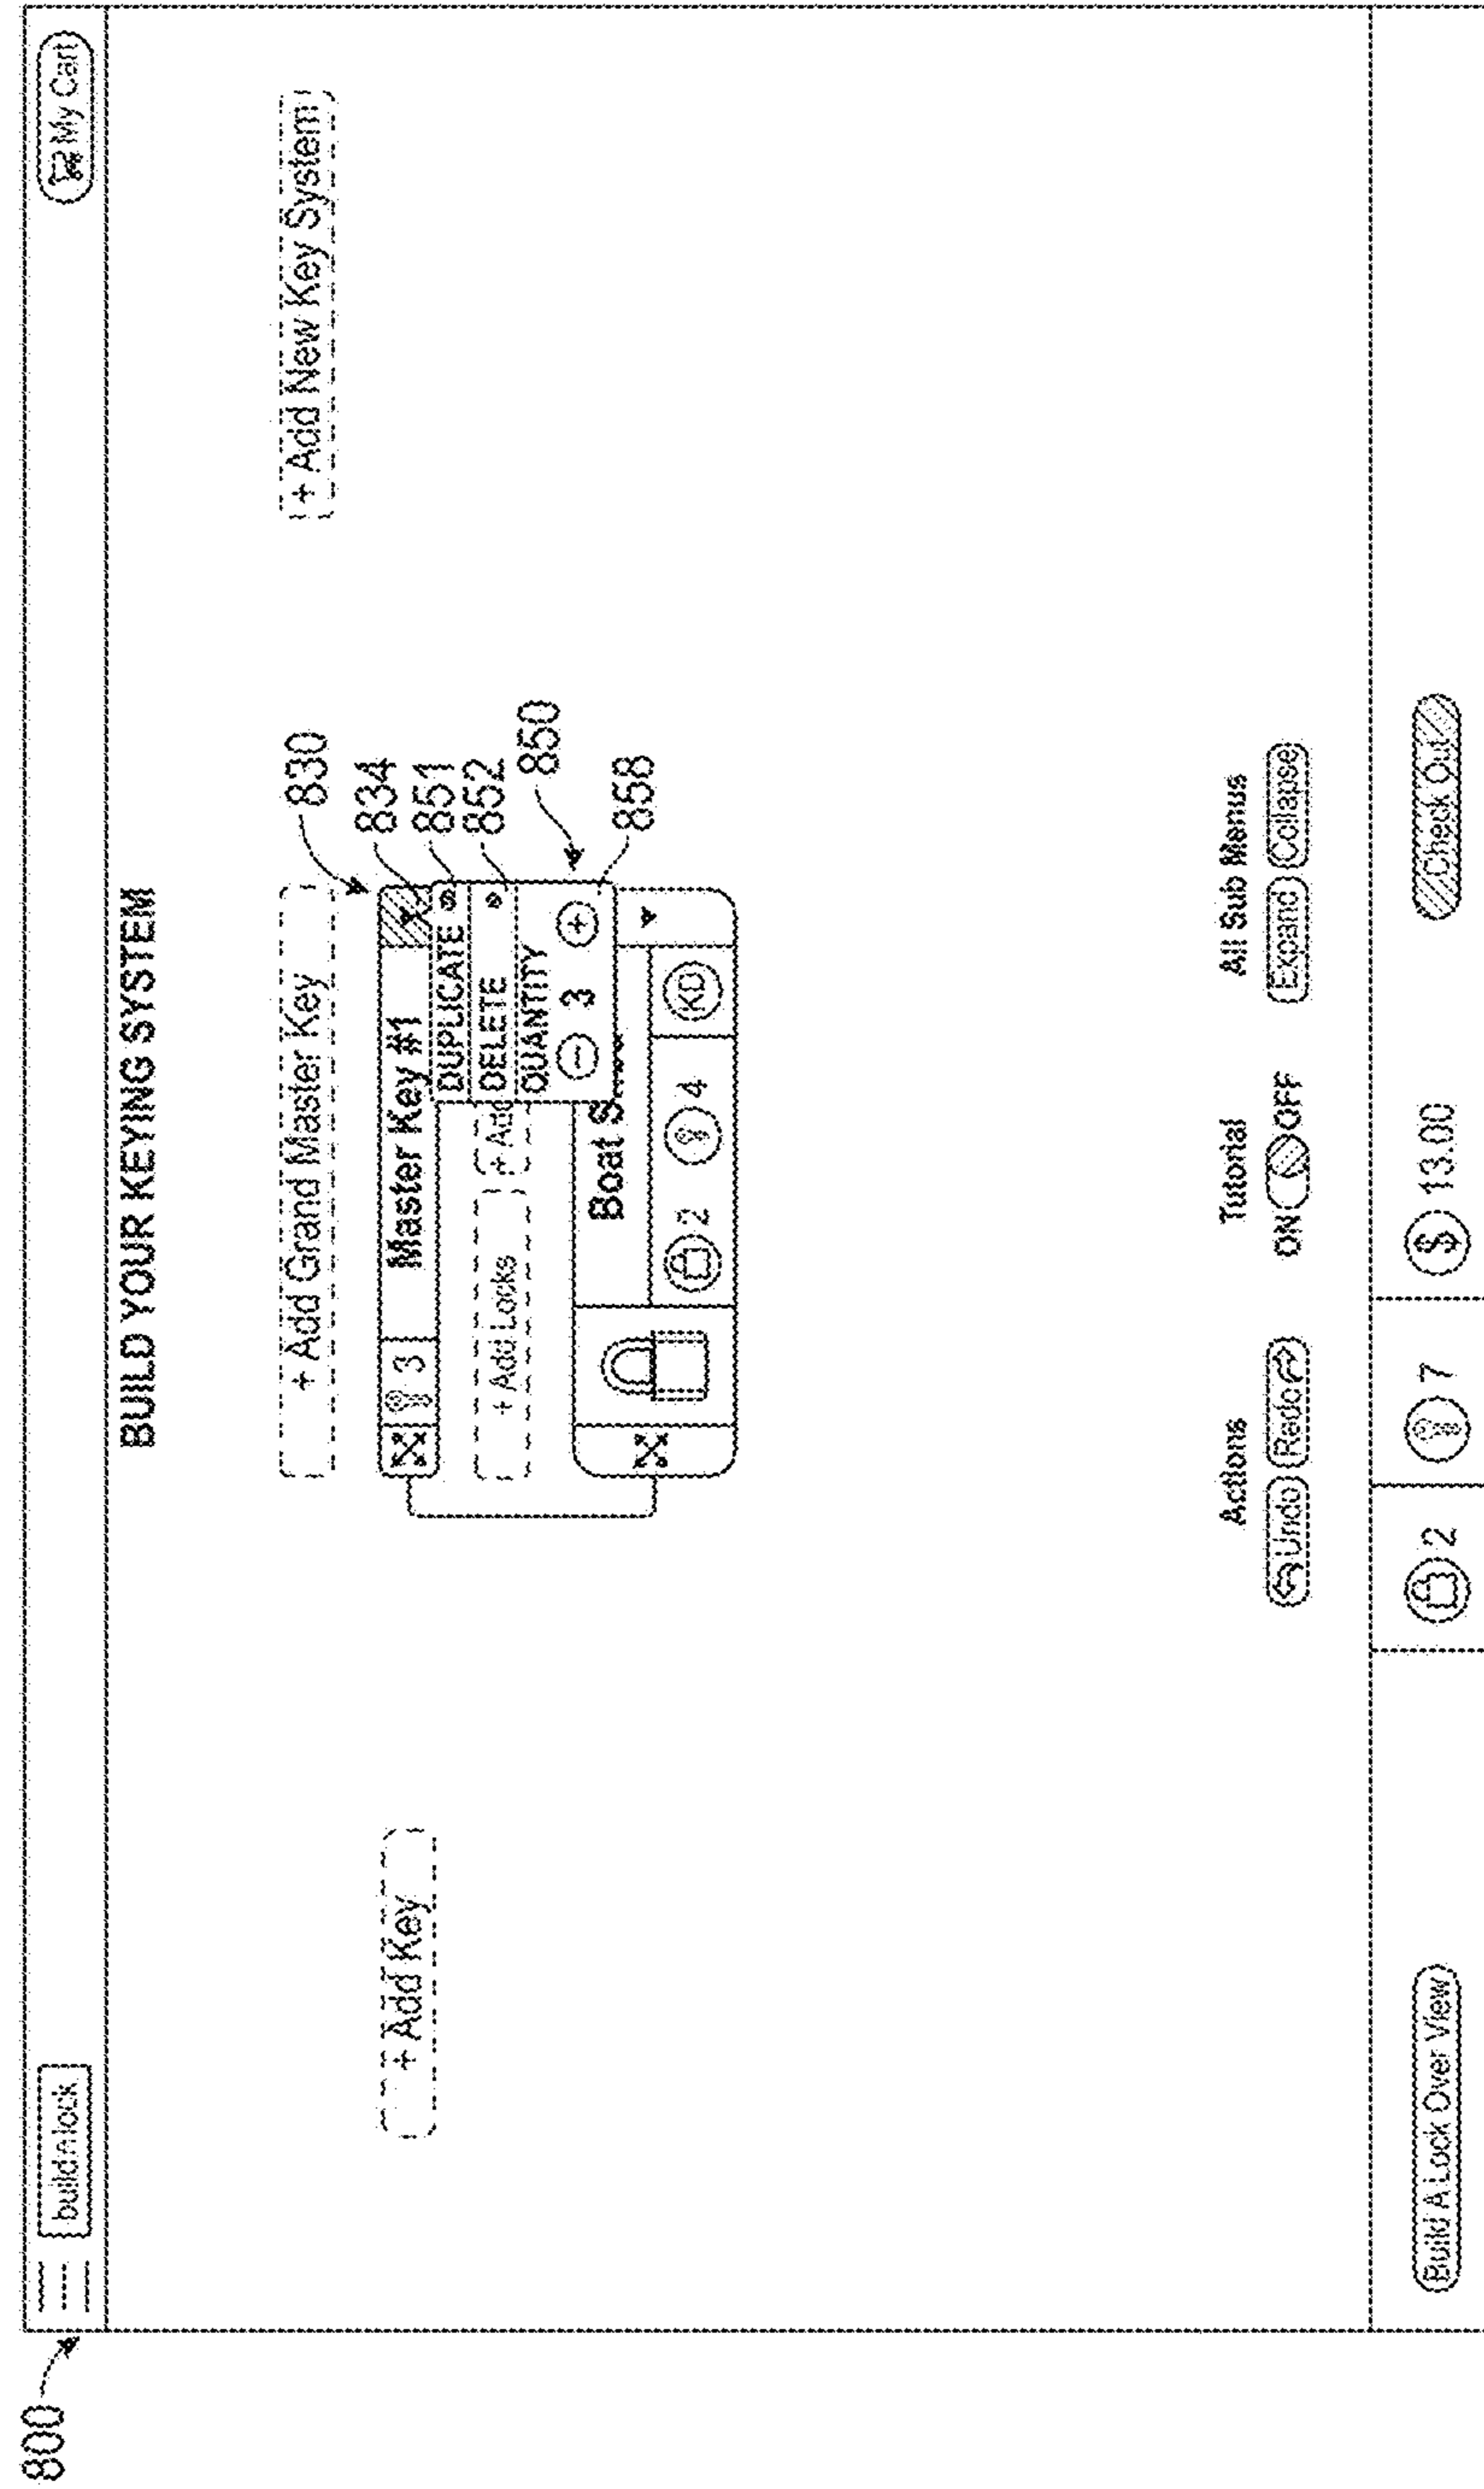 800
build a lock
My Cart
BUILD YOUR KEYING SYSTEM
+ Add Grand Master Key
+ Add New Key System
830
+ Add Key
3 Master Key #1
834
DUPLICATE
851
+ Add Locks
+ Add
DELETE
852
QUANTITY
850
3
858
Boat S
2
4
KD
Actions
Tutorial
All Sub Menus
Undo
Redo
ON
OFF
Expand
Collapse
Build A Lock Over View
2
7
$ 13.00
Check Out